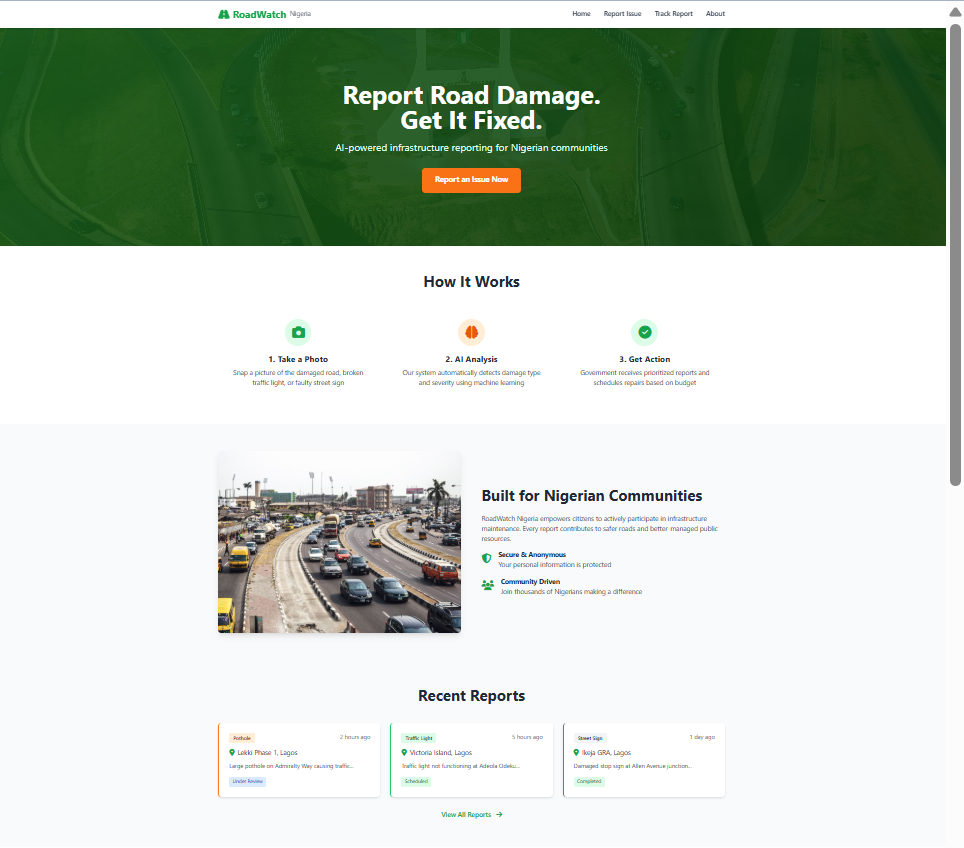 RoadWatch Nigeria
Home Report Issue Track Report About
Report Road Damage.
Get It Fixed.
AI-powered infrastructure reporting for Nigerian communities
Report an Issue Now
How It Works
1. Take a Photo
Snap a picture of the damaged road, broken
traffic light, or faulty street sign
2. AI Analysis
Our system automatically detects damage type
and severity using machine learning
3. Get Action
Government receives prioritized reports and
schedules repairs based on budget
Built for Nigerian Communities
RoadWatch Nigeria empowers citizens to actively participate in infrastructure
maintenance. Every report contributes to safer roads and better-managed public
resources.
Secure & Anonymous
Your personal information is protected
Community Driven
Join thousands of Nigerians making a difference
Recent Reports
Pothole 2 hours ago
Lekki Phase 1, Lagos
Large pothole on Admiralty Way causing traffic...
Under Review
Traffic Light 5 hours ago
Victoria Island, Lagos
Traffic light not functioning at Adeola Odeku...
Scheduled
Street Sign 1 day ago
Ikeja GRA, Lagos
Damaged stop sign at Allen Avenue junction...
Completed
View All Reports →